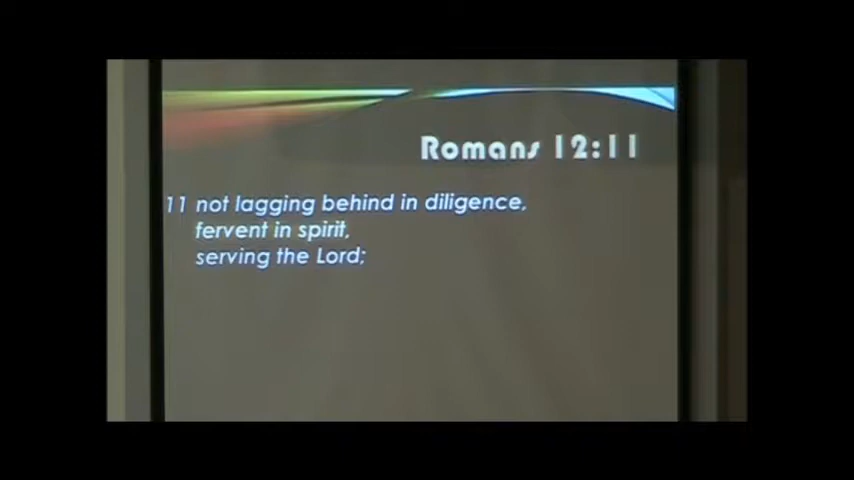 Romans 12:11
11 not lagging behind in diligence,
fervent in spirit,
serving the Lord;